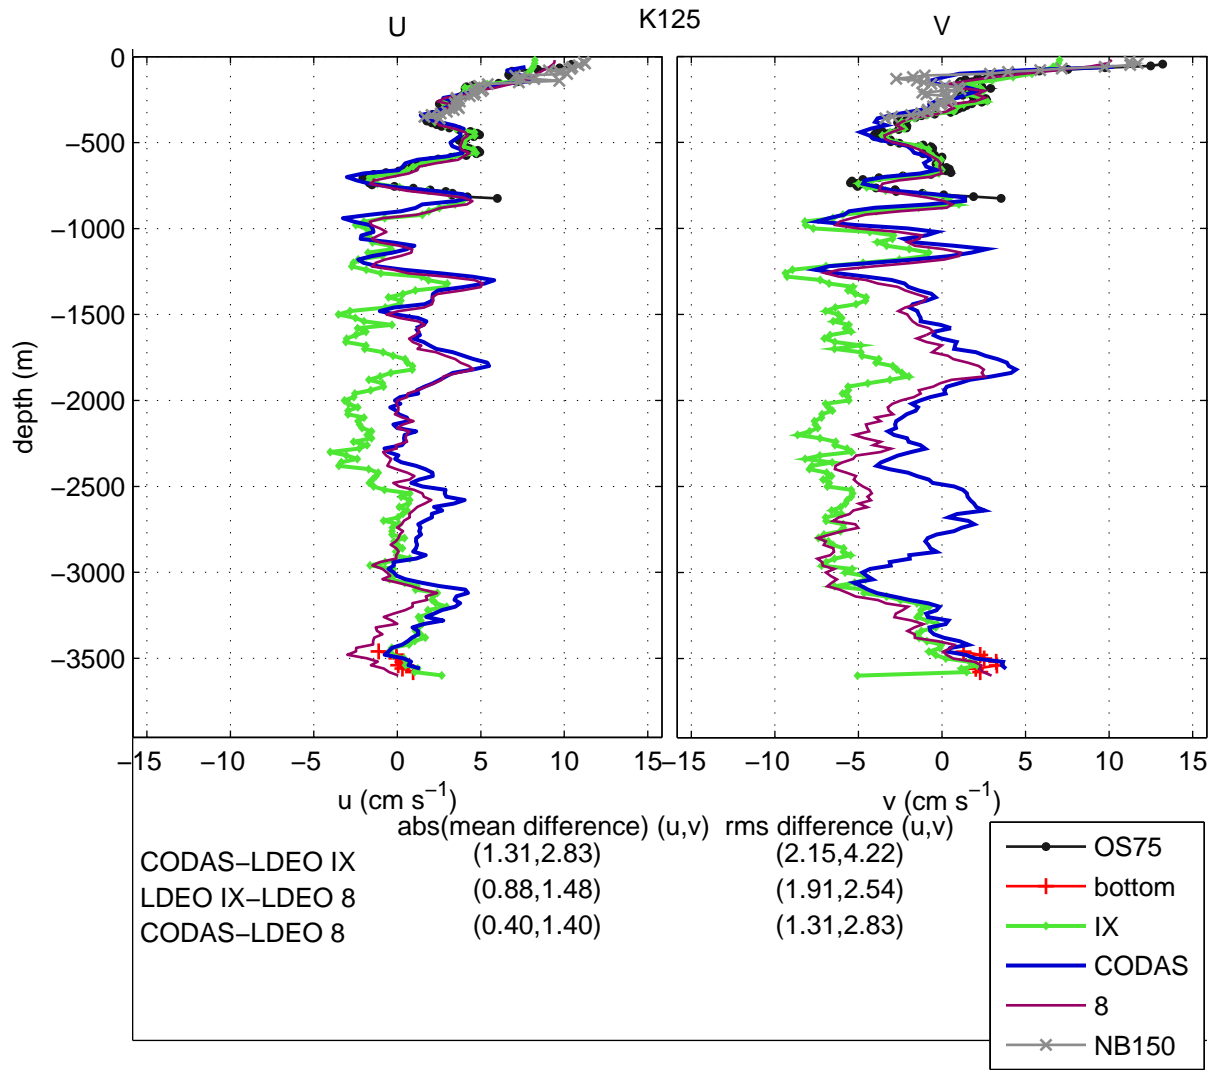 K125
U
V
0
−500
−1000
−1500
−2000
−2500
−3000
−3500
depth (m)
−15 −10 −5 0 5 10 15
−15 −10 −5 0 5 10 15
u (cm s⁻¹)
v (cm s⁻¹)
abs(mean difference) (u,v) rms difference (u,v)
CODAS−LDEO IX (1.31,2.83) (2.15,4.22)
LDEO IX−LDEO 8 (0.88,1.48) (1.91,2.54)
CODAS−LDEO 8 (0.40,1.40) (1.31,2.83)
OS75
bottom
IX
CODAS
8
NB150